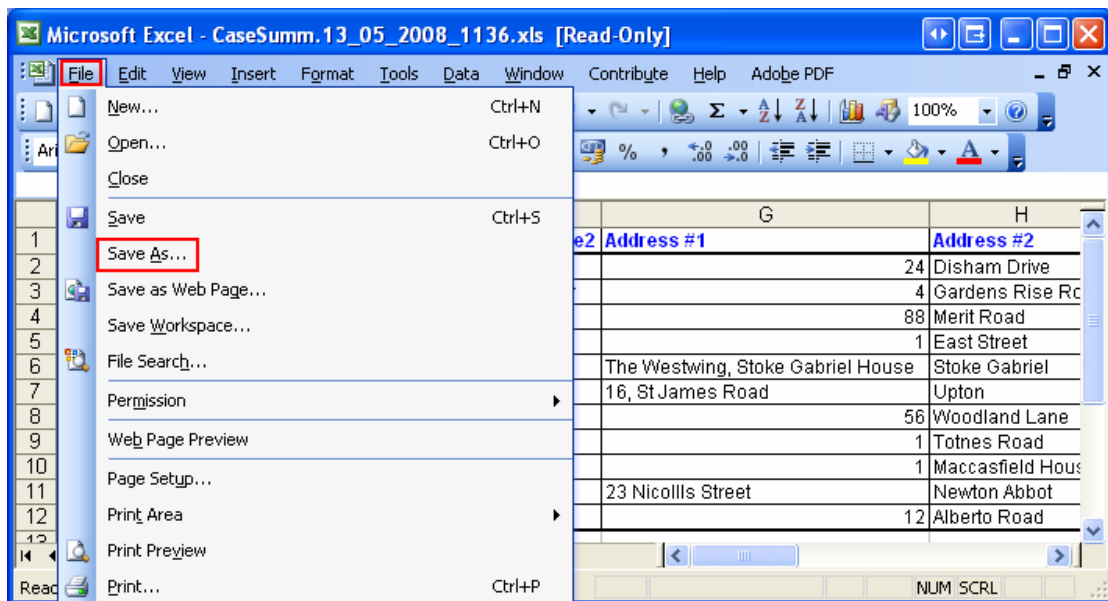 Microsoft Excel - CaseSumm.13_05_2008_1136.xls [Read-Only]
File Edit View Insert Format Tools Data Window Contribute Help Adobe PDF
New... Ctrl+N
100%
Open... Ctrl+O
Ari
% ,
Close
Save Ctrl+S
G H
1 e2 Address #1 Address #2
Save As...
2 24 Disham Drive
3 4 Gardens Rise
Save as Web Page...
4 88 Merit Road
Save Workspace...
5 1 East Street
6 The Westwing, Stoke Gabriel House Stoke Gabriel
File Search...
7 16, St James Road Upton
Permission
8 56 Woodland Lane
9 1 Totnes Road
Web Page Preview
10 1 Maccasfield Hous
Page Setup...
11 23 Nicollls Street Newton Abbot
12 12 Alberto Road
Print Area
Print Preview
Read
Print... Ctrl+P
NUM SCRL